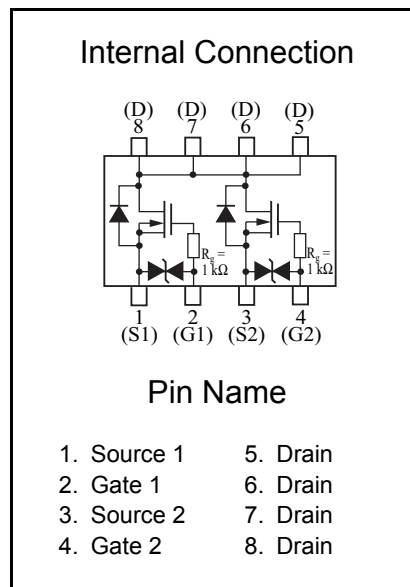 Internal Connection
(D) (D) (D) (D)
8 7 6 5
Rg = 1 kΩ
Rg = 1 kΩ
1 2 3 4
(S1) (G1) (S2) (G2)
Pin Name
1. Source 1 5. Drain
2. Gate 1 6. Drain
3. Source 2 7. Drain
4. Gate 2 8. Drain